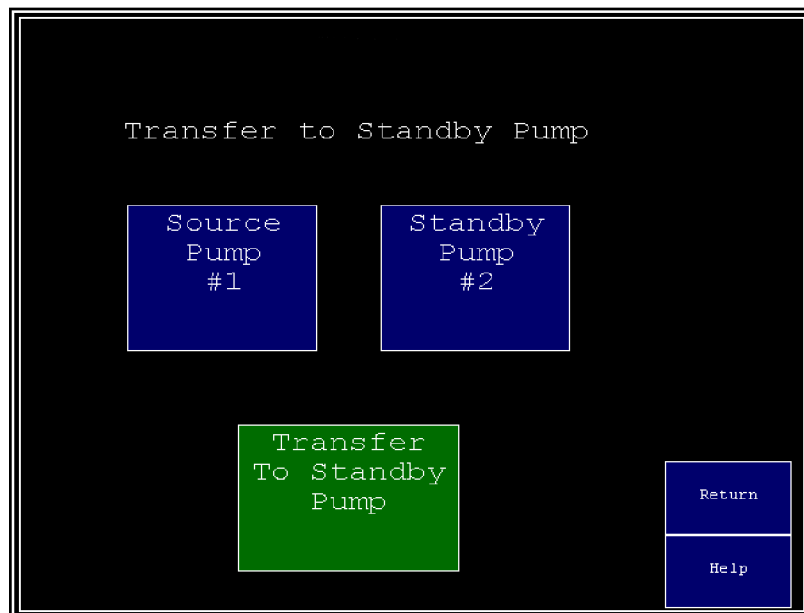 Transfer to Standby Pump
Source
Pump
#1
Standby
Pump
#2
Transfer
To Standby
Pump
Return
Help